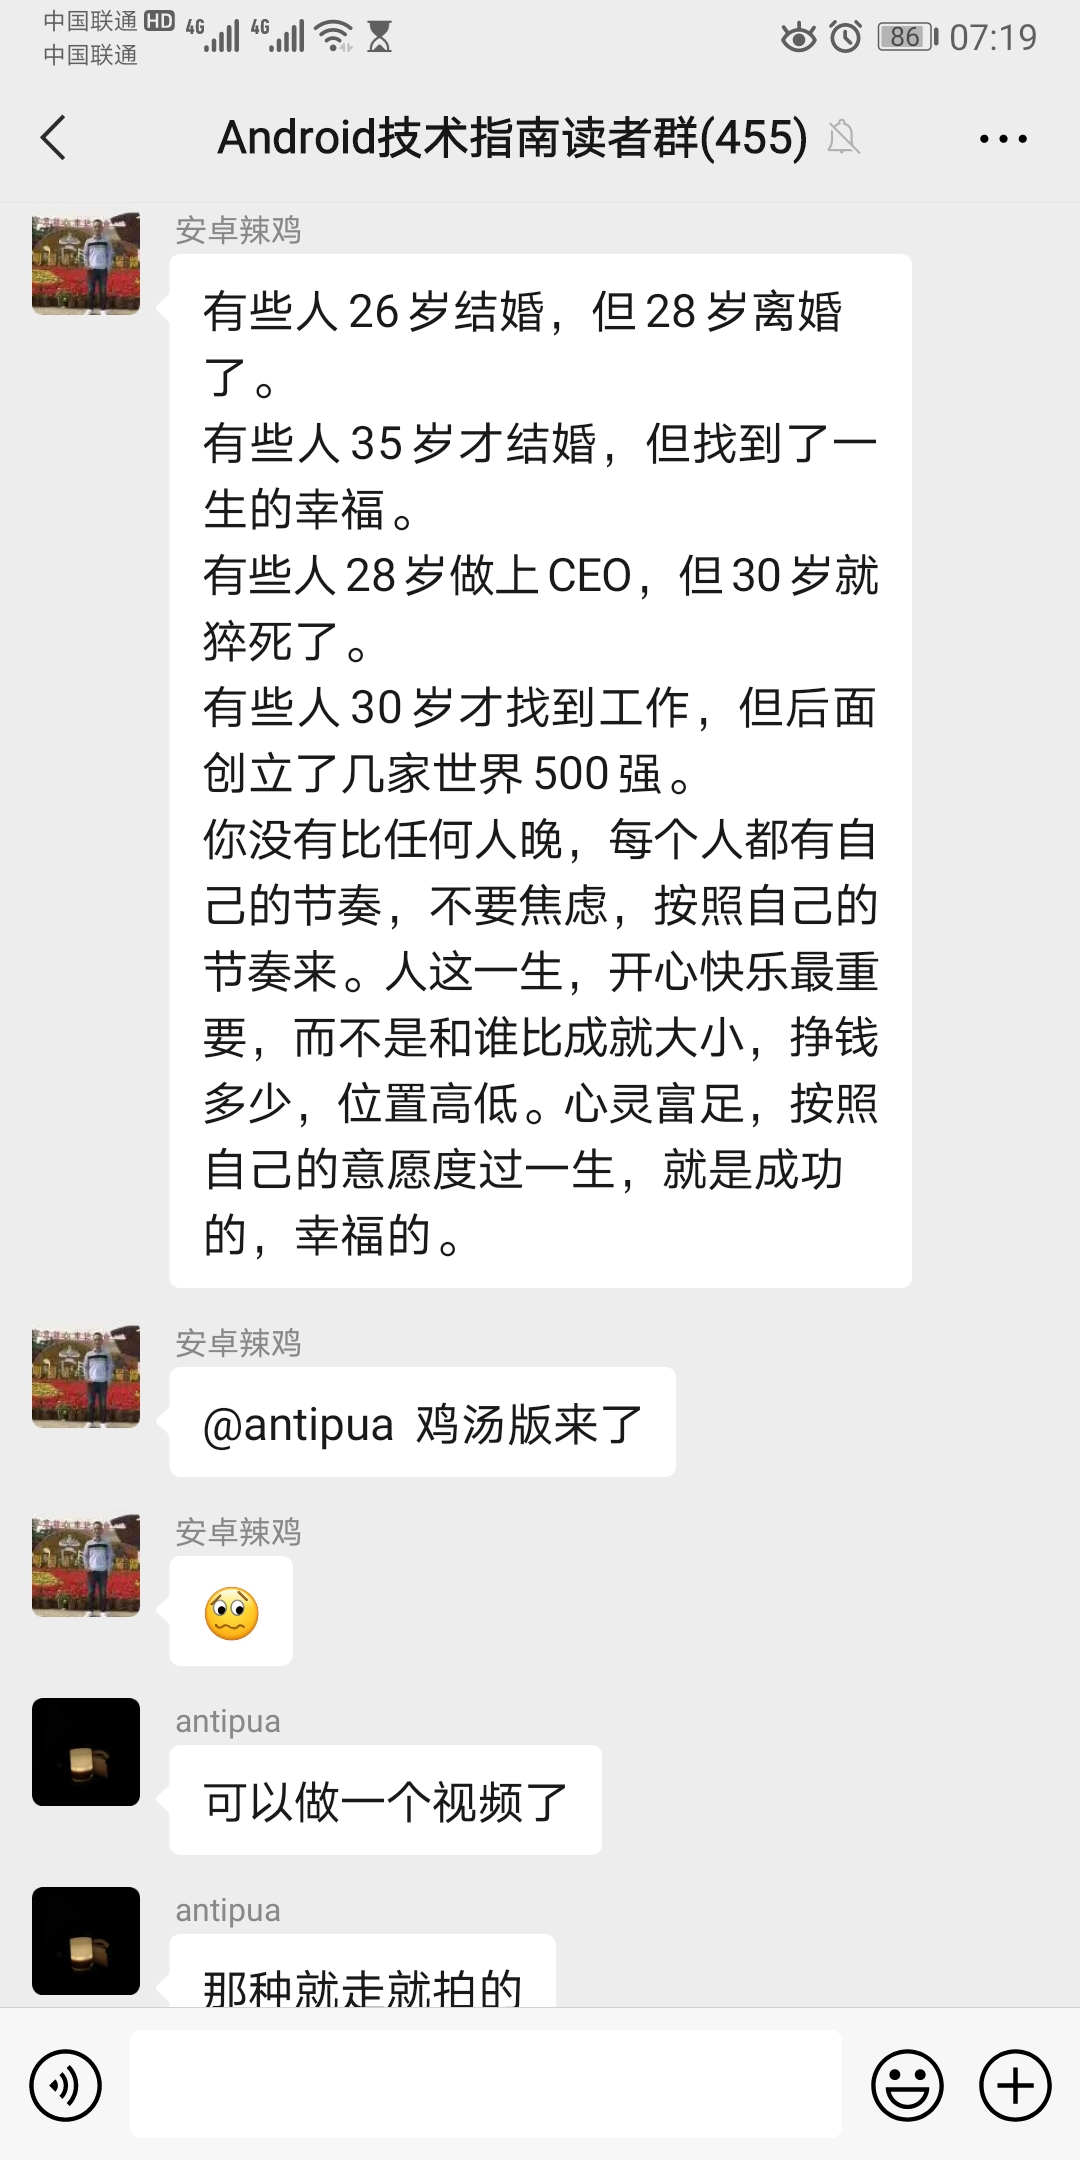 中国联通 HD 4G 4G 86 07:19
中国联通
Android技术指南读者群(455)
安卓辣鸡
有些人26岁结婚，但28岁离婚
了。
有些人35岁才结婚，但找到了一
生的幸福。
有些人28岁做上CEO，但30岁就
猝死了。
有些人30岁才找到工作，但后面
创立了几家世界500强。
你没有比任何人晚，每个人都有自
己的节奏，不要焦虑，按照自己的
节奏来。人这一生，开心快乐最重
要，而不是和谁比成就大小，挣钱
多少，位置高低。心灵富足，按照
自己的意愿度过一生，就是成功
的，幸福的。
安卓辣鸡
@antipua 鸡汤版来了
安卓辣鸡
antipua
可以做一个视频了
antipua
那种就走就拍的